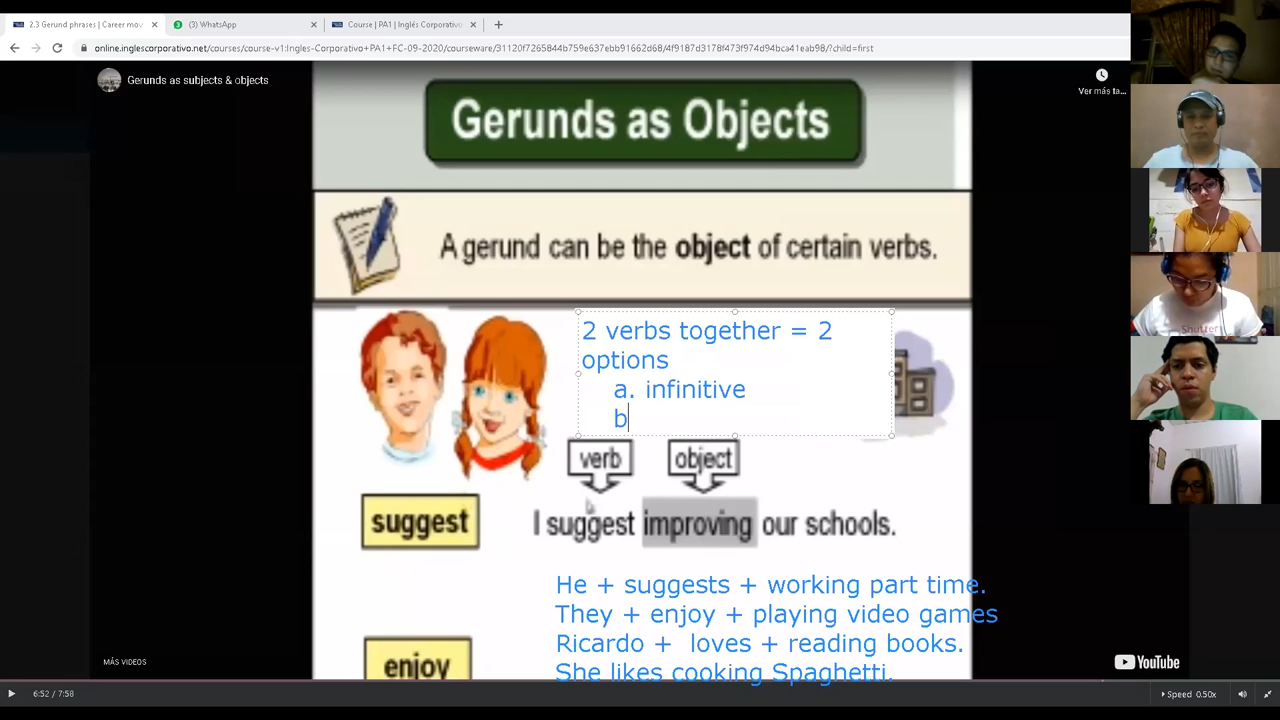 2.3 Gerund phrases | Career mov
(3) WhatsApp
Course | PA1 | Inglés Corporativo
online.inglescorporativo.net/courses/course-v1:Ingles-Corporativo+PA1+FC-09-2020/courseware/31120f7265844b759e637ebb91662d68/4f9187d3178f473f974d94bca41eab98/?child=first
Gerunds as subjects & objects
Ver más ta...
Gerunds as Objects
A gerund can be the object of certain verbs.
2 verbs together = 2
options
a. infinitive
b
verb object
suggest I suggest improving our schools.
He + suggests + working part time.
They + enjoy + playing video games
Ricardo + loves + reading books.
enjoy
She likes cooking Spaghetti.
MÁS VIDEOS
YouTube
6:52 / 7:58
Speed 0.50x
Shutter